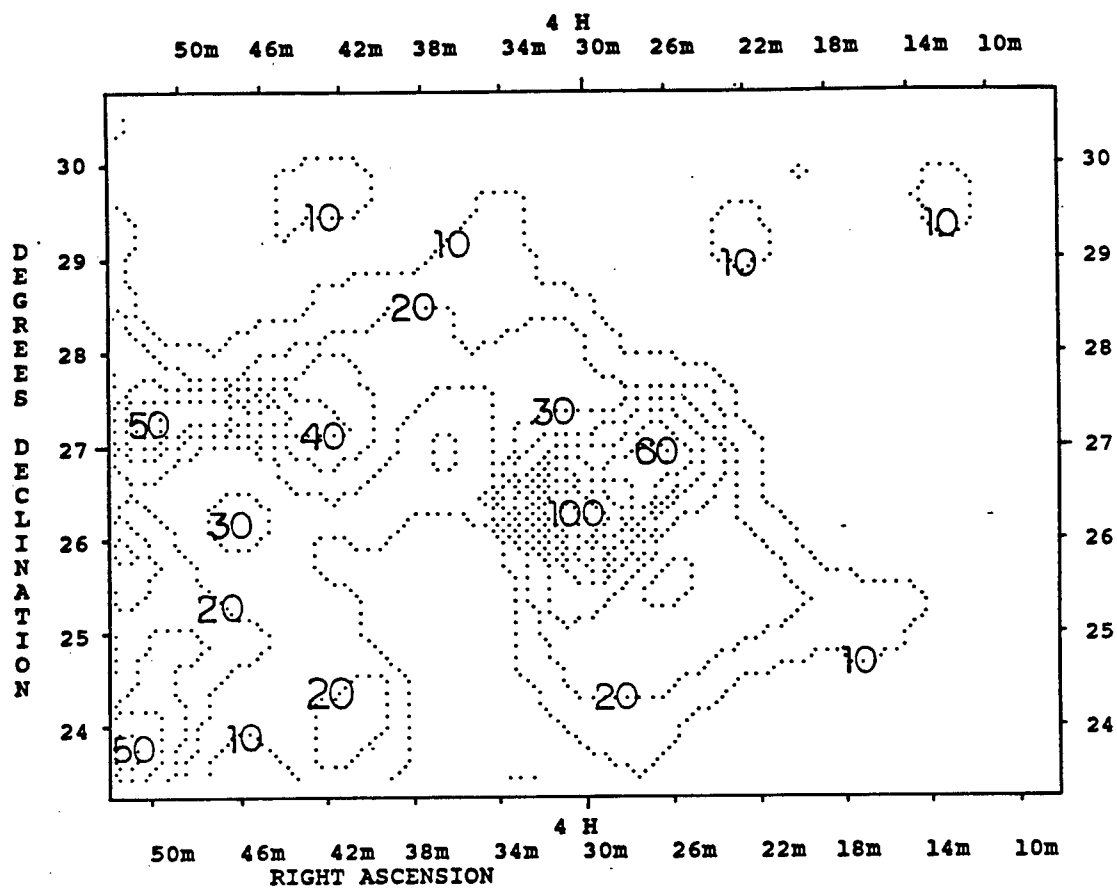 4 H
50m 46m 42m 38m 34m 30m 26m 22m 18m 14m 10m
30 30
10 10
10
29 10 29
20
28 28
DEGREES DECLINATION
30
50 40 60
27 27
100
30
26 26
20
25 25
10
20 20
24 24
50 10
4 H
50m 46m 42m 38m 34m 30m 26m 22m 18m 14m 10m
RIGHT ASCENSION